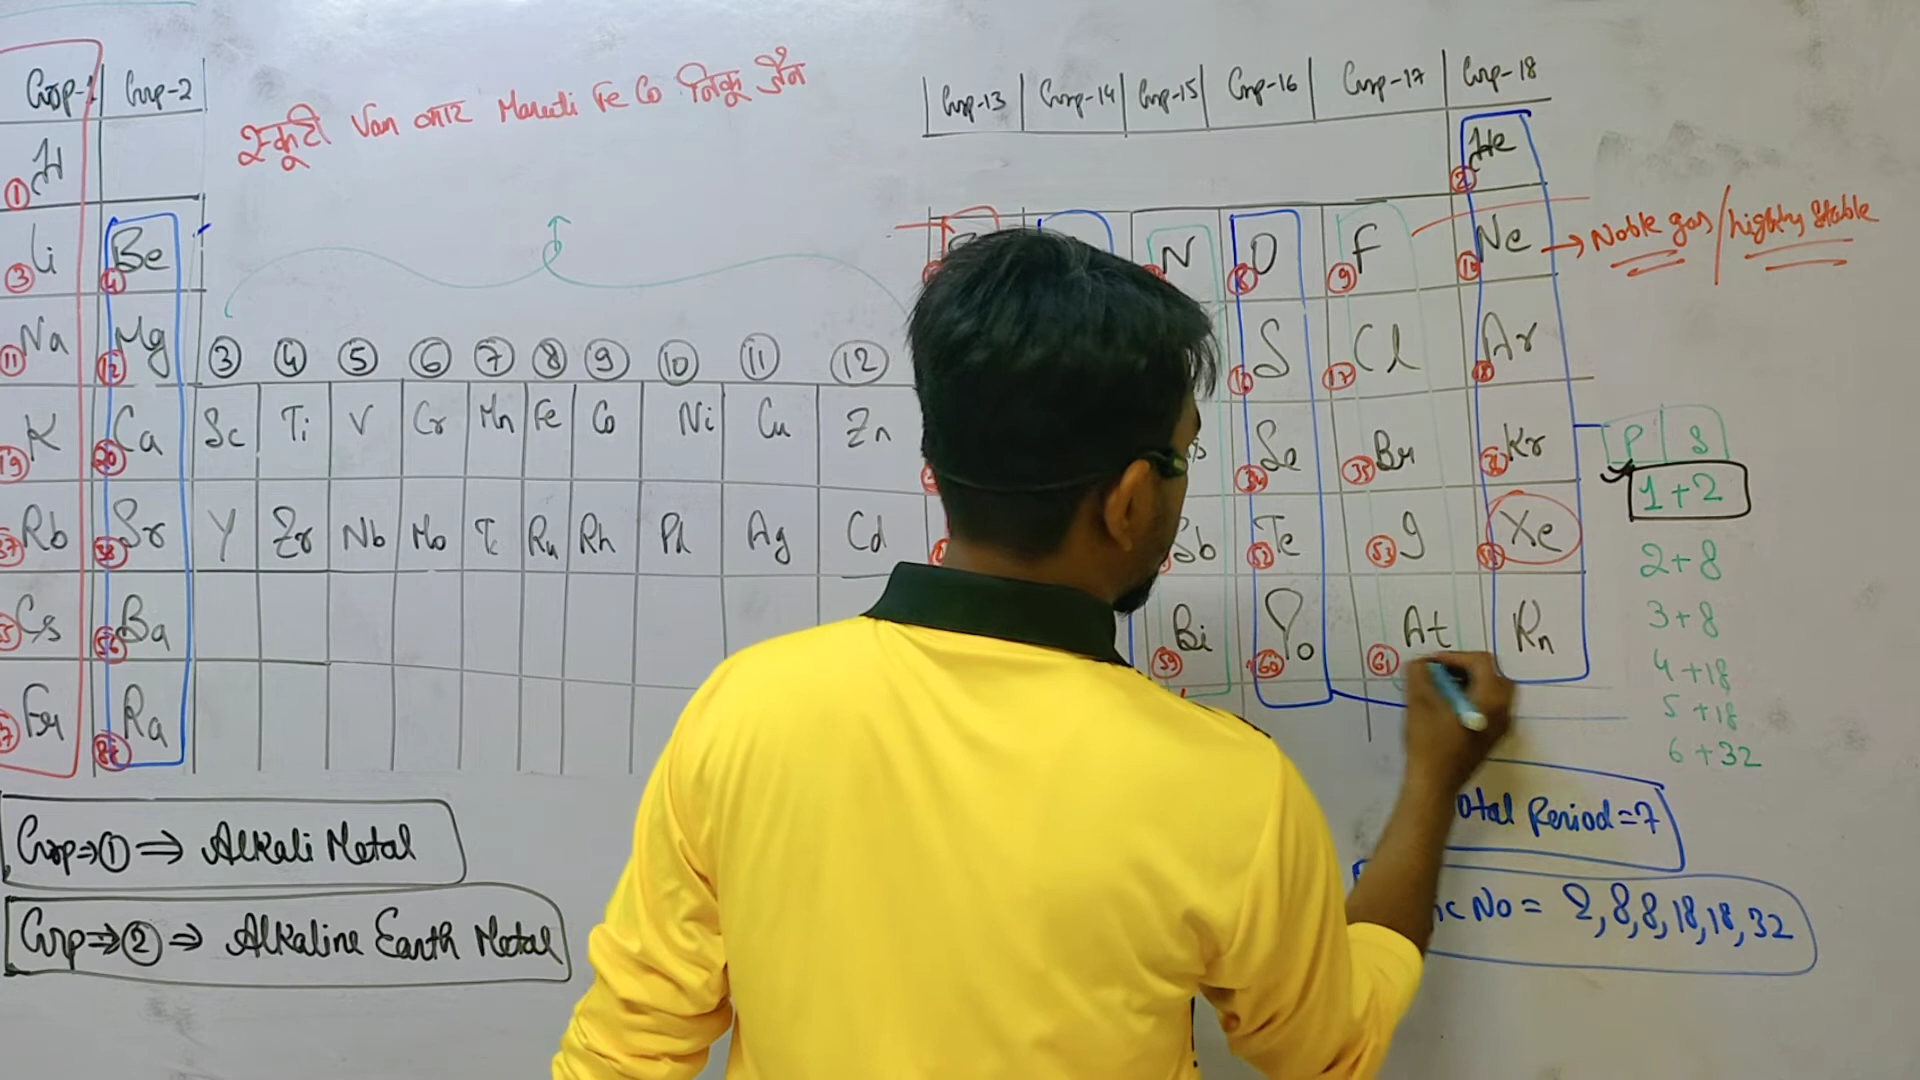 Grp-1 Grp-2
स्कूटी Van कार Maruti Fe Co निकू जैन
Grp-13 Grp-14 Grp-15 Grp-16 Grp-17 Grp-18
1 H 2 He
3 Li 4 Be N 8 O 9 F 10 Ne → Noble gas / highly Stable
11 Na 12 Mg 3 4 5 6 7 8 9 10 11 12 16 S 17 Cl 18 Ar
19 K 20 Ca Sc Ti V Cr Mn Fe Co Ni Cu Zn 34 Se 35 Br 36 Kr
P S
1+2
37 Rb 38 Sr Y Zr Nb Mo Tc Ru Rh Pd Ag Cd Sb 52 Te 53 I 54 Xe
2+8
55 Cs 56 Ba 59 Bi 60 Po 61 At Rn
3+8
4+18
5+18
6+32
87 Fr 88 Ra
Total Period=7
Grp⇒①⇒ Alkali Metal
Grp⇒②⇒ Alkaline Earth Metal
No = 2,8,8,18,18,32